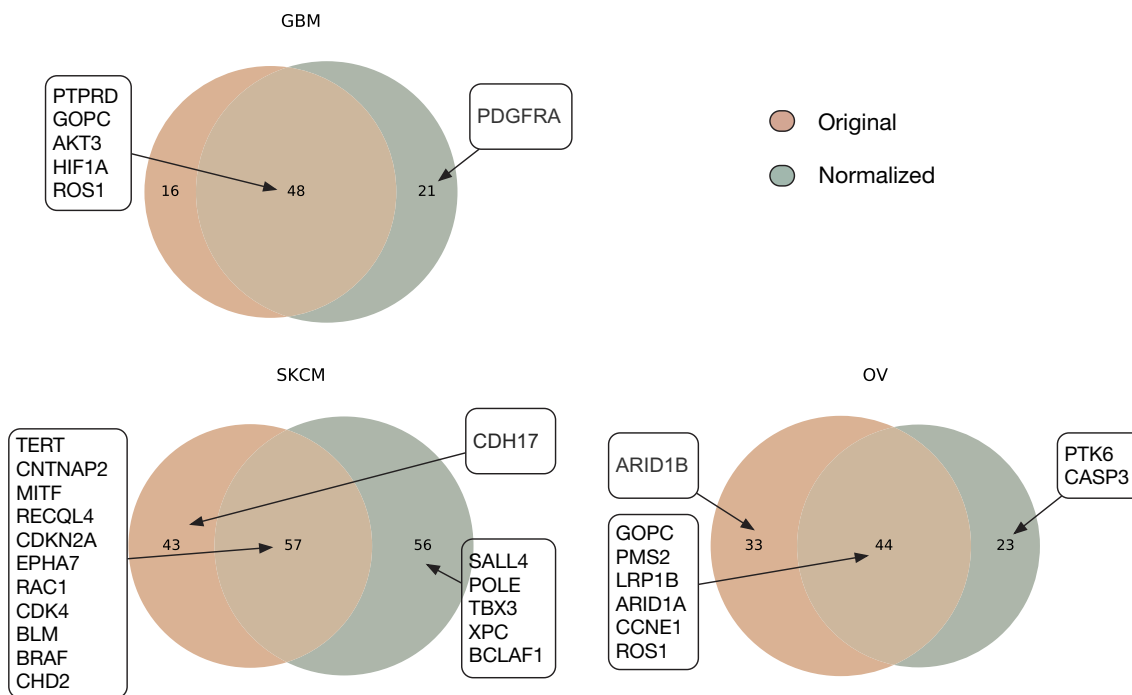 GBM
PTPRD
GOPC
AKT3
HIF1A
ROS1
16
48
21
PDGFRA
Original
Normalized
SKCM
TERT
CNTNAP2
MITF
RECQL4
CDKN2A
EPHA7
RAC1
CDK4
BLM
BRAF
CHD2
43
57
56
CDH17
SALL4
POLE
TBX3
XPC
BCLAF1
OV
ARID1B
GOPC
PMS2
LRP1B
ARID1A
CCNE1
ROS1
33
44
23
PTK6
CASP3